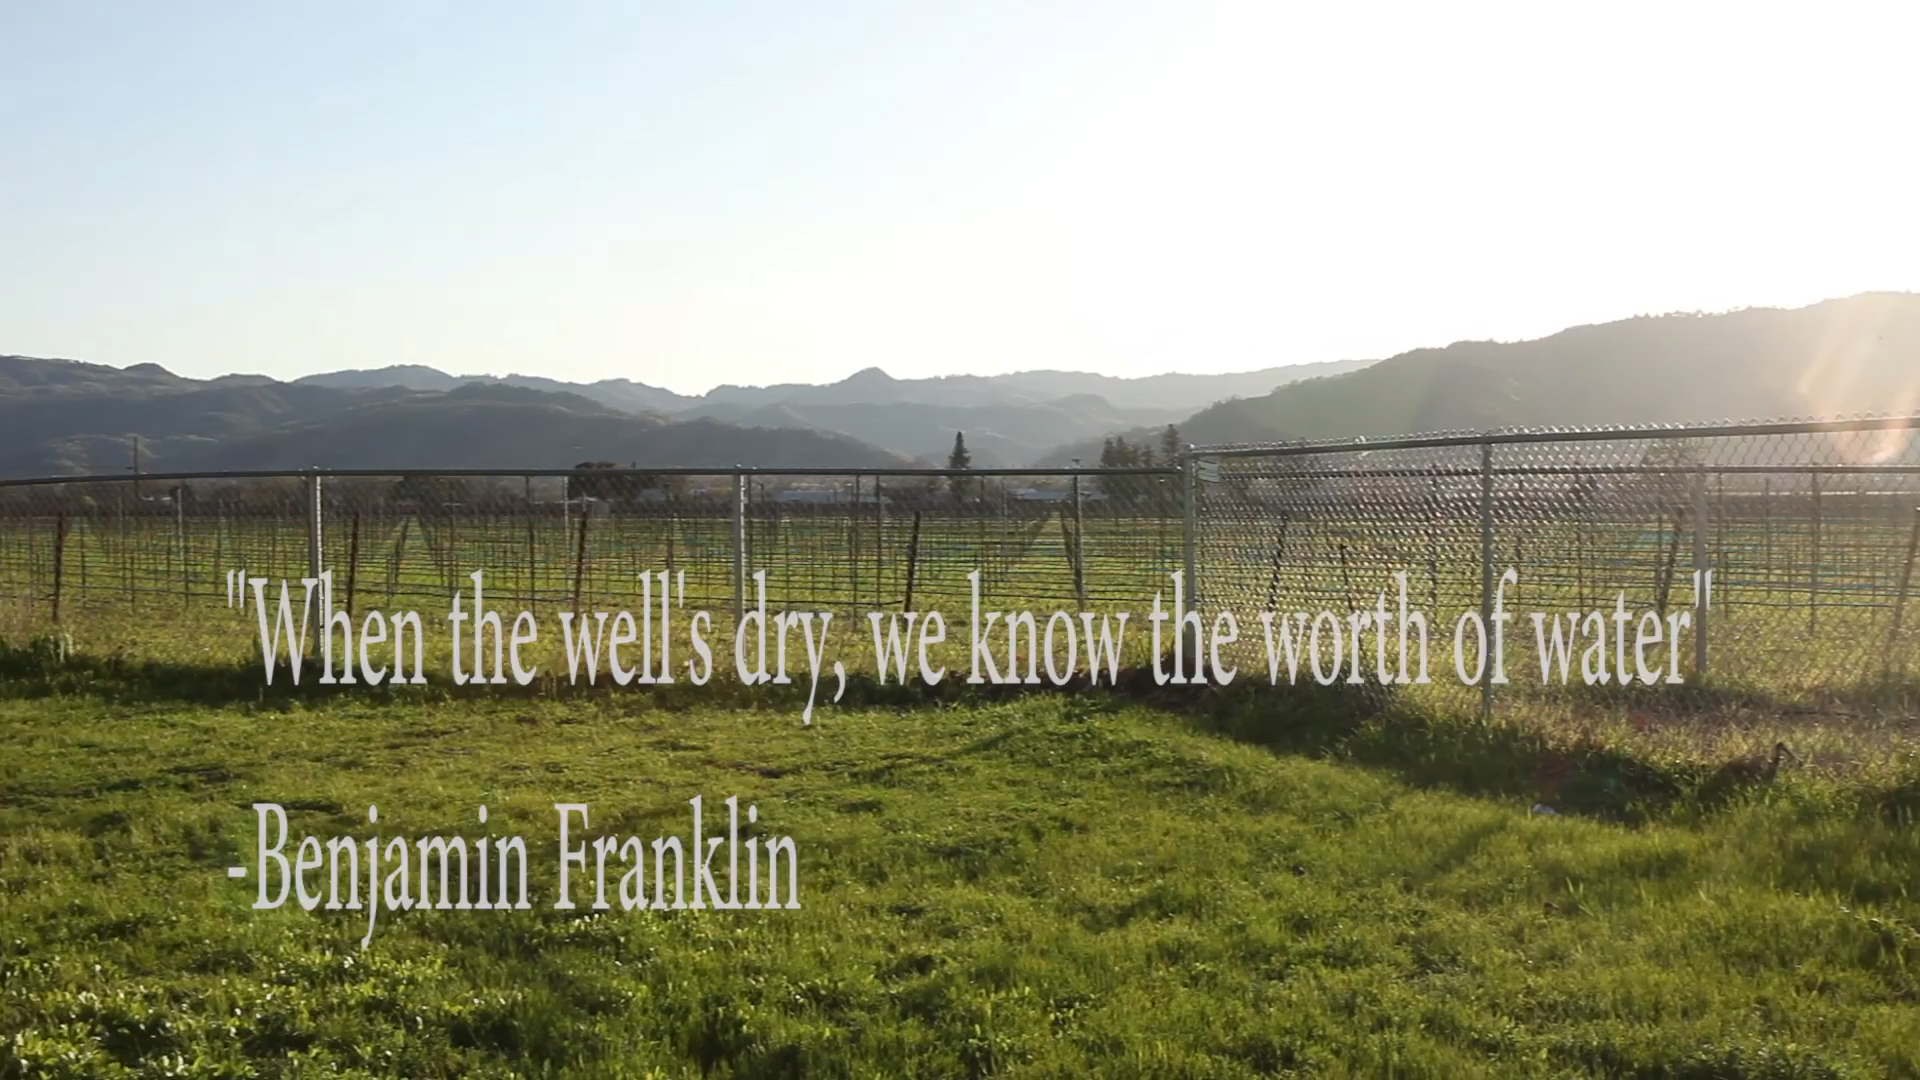 "When the well's dry, we know the worth of water"
-Benjamin Franklin